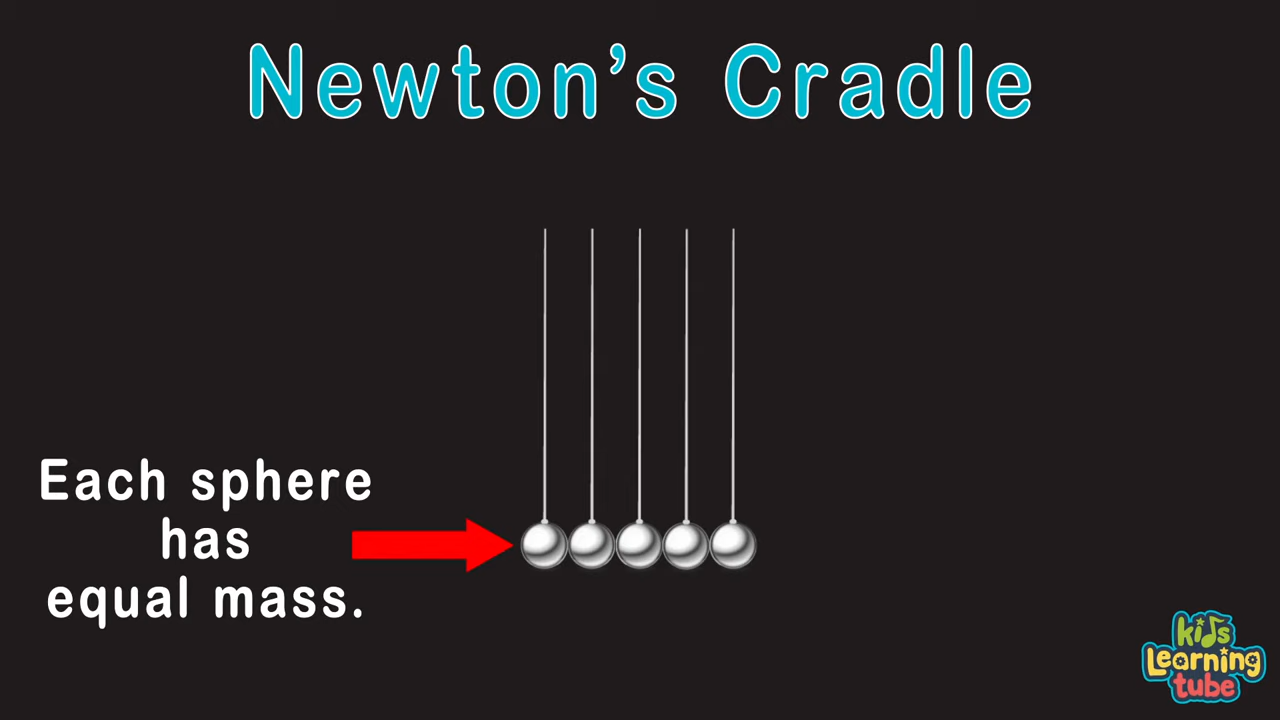 Newton’s Cradle
Each sphere
has
equal mass.
kids
Learning
tube